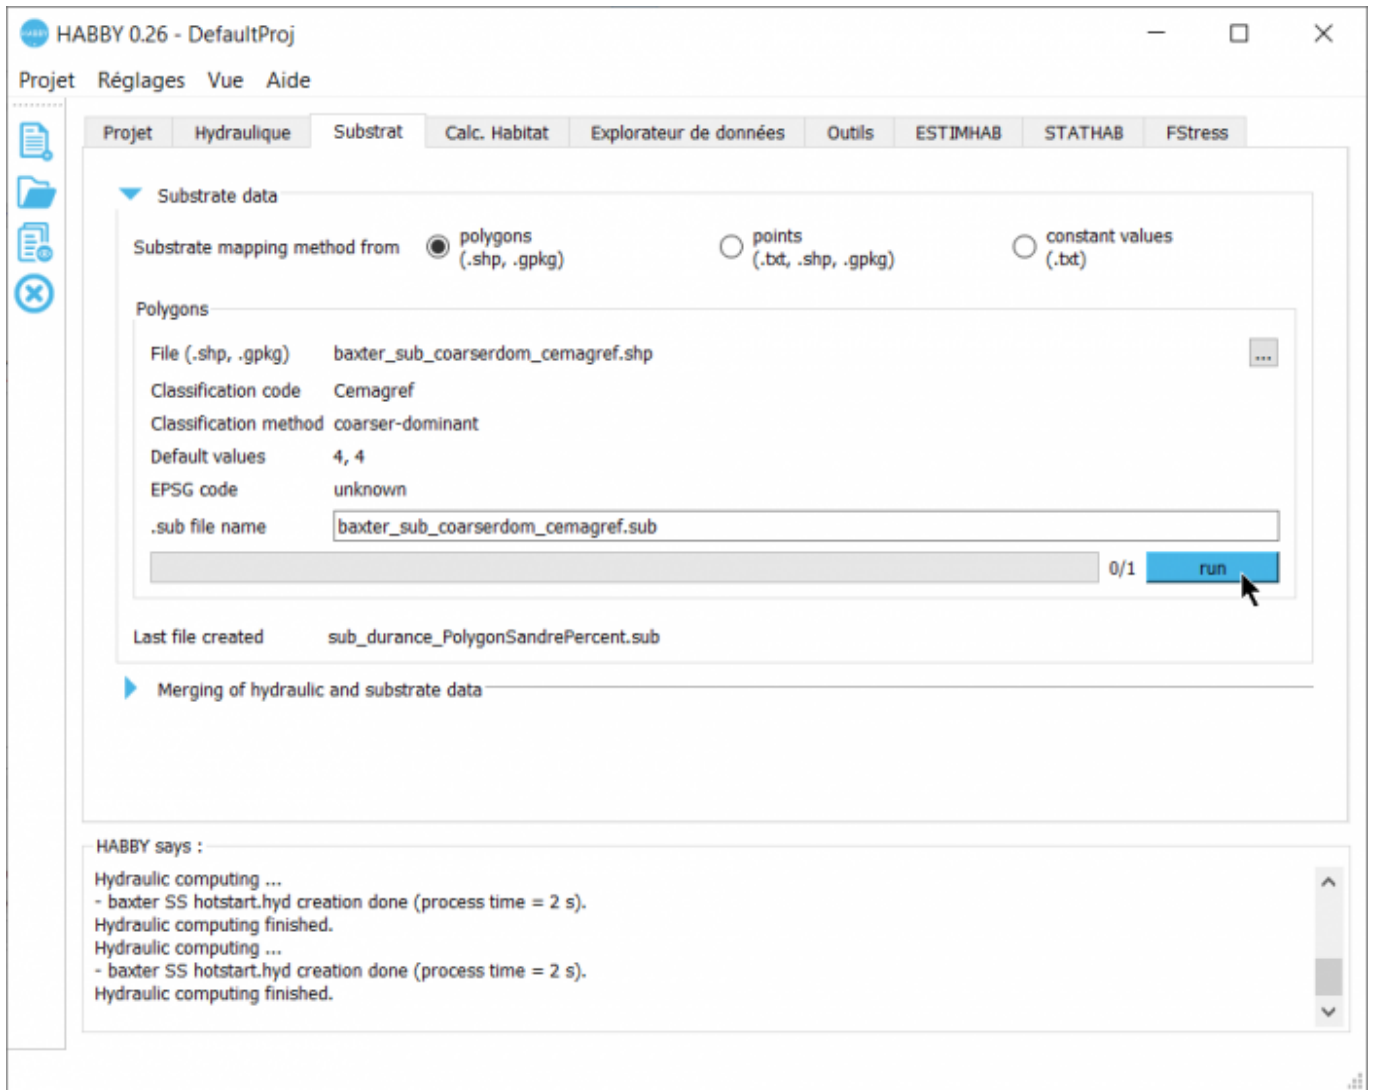 HABBY 0.26 - DefaultProj
Projet Réglages Vue Aide
Projet Hydraulique Substrat Calc. Habitat Explorateur de données Outils ESTIMHAB STATHAB FStress
Substrate data
Substrate mapping method from
polygons
(.shp, .gpkg)
points
(.txt, .shp, .gpkg)
constant values
(.txt)
Polygons
File (.shp, .gpkg) baxter_sub_coarserdom_cemagref.shp ...
Classification code Cemagref
Classification method coarser-dominant
Default values 4, 4
EPSG code unknown
.sub file name baxter_sub_coarserdom_cemagref.sub
0/1 run
Last file created sub_durance_PolygonSandrePercent.sub
Merging of hydraulic and substrate data
HABBY says :
Hydraulic computing ...
- baxter SS hotstart.hyd creation done (process time = 2 s).
Hydraulic computing finished.
Hydraulic computing ...
- baxter SS hotstart.hyd creation done (process time = 2 s).
Hydraulic computing finished.